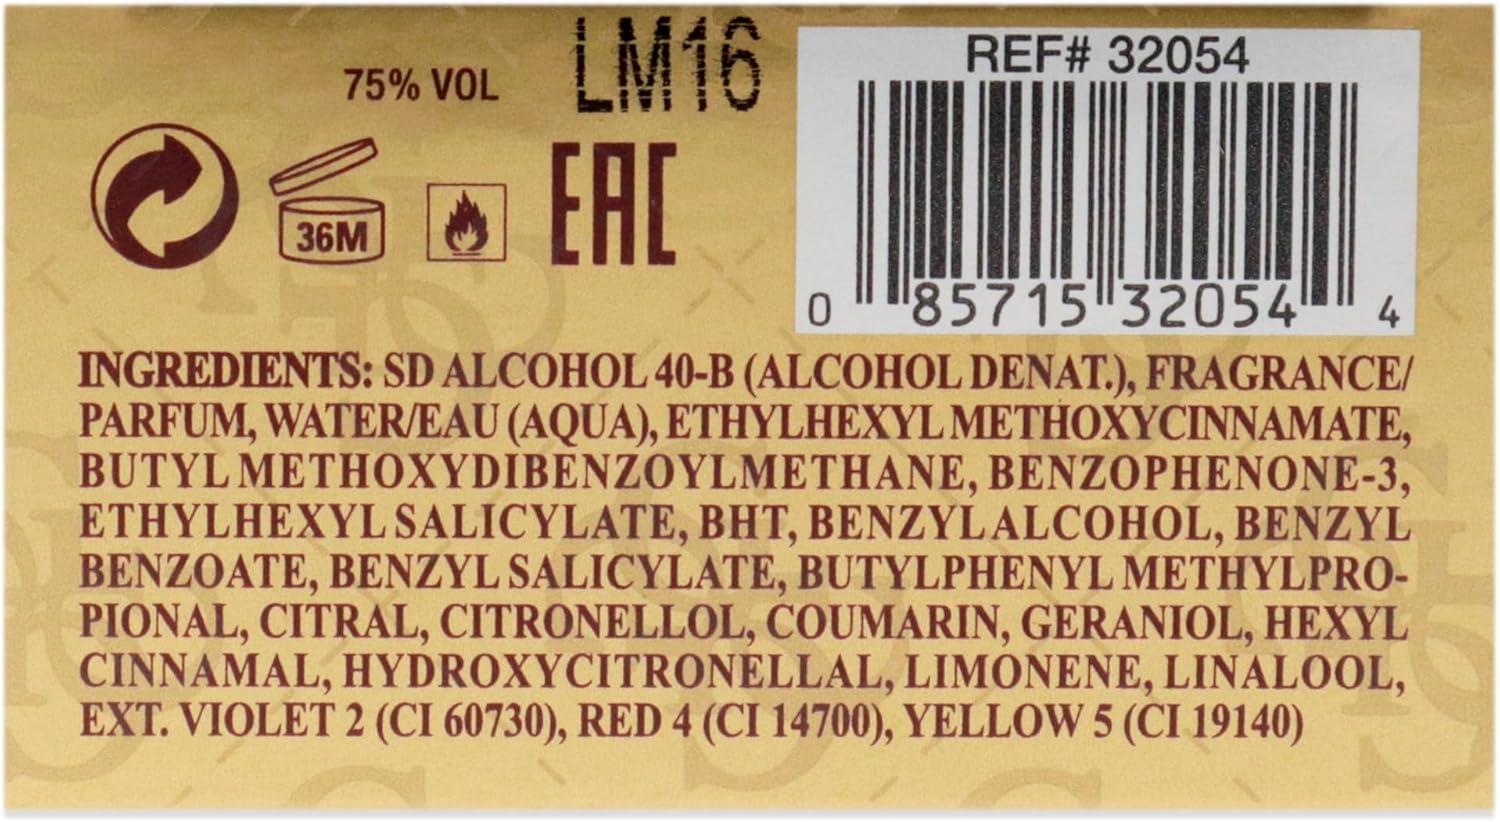 75% VOL
LM16
REF# 32054
36M
EAC
0 85715 32054 4
INGREDIENTS: SD ALCOHOL 40-B (ALCOHOL DENAT.), FRAGRANCE/
PARFUM, WATER/EAU (AQUA), ETHYLHEXYL METHOXYCINNAMATE,
BUTYL METHOXYDIBENZOYLMETHANE, BENZOPHENONE-3,
ETHYLHEXYL SALICYLATE, BHT, BENZYL ALCOHOL, BENZYL
BENZOATE, BENZYL SALICYLATE, BUTYLPHENYL METHYLPRO-
PIONAL, CITRAL, CITRONELLOL, COUMARIN, GERANIOL, HEXYL
CINNAMAL, HYDROXYCITRONELLAL, LIMONENE, LINALOOL,
EXT. VIOLET 2 (CI 60730), RED 4 (CI 14700), YELLOW 5 (CI 19140)